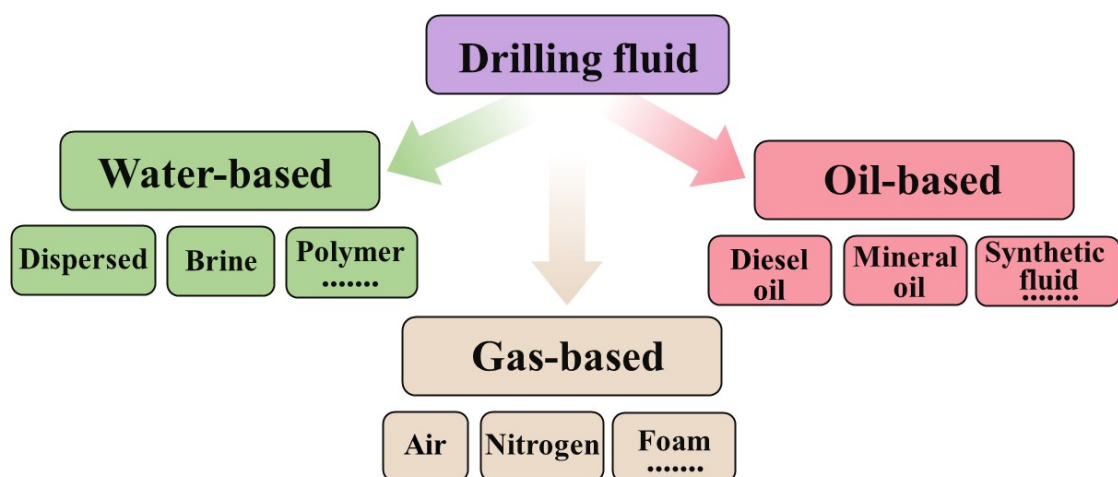 Drilling fluid
Water-based
Dispersed
Brine
Polymer
.......
Oil-based
Diesel
oil
Mineral
oil
Synthetic
fluid
.......
Gas-based
Air
Nitrogen
Foam
.......